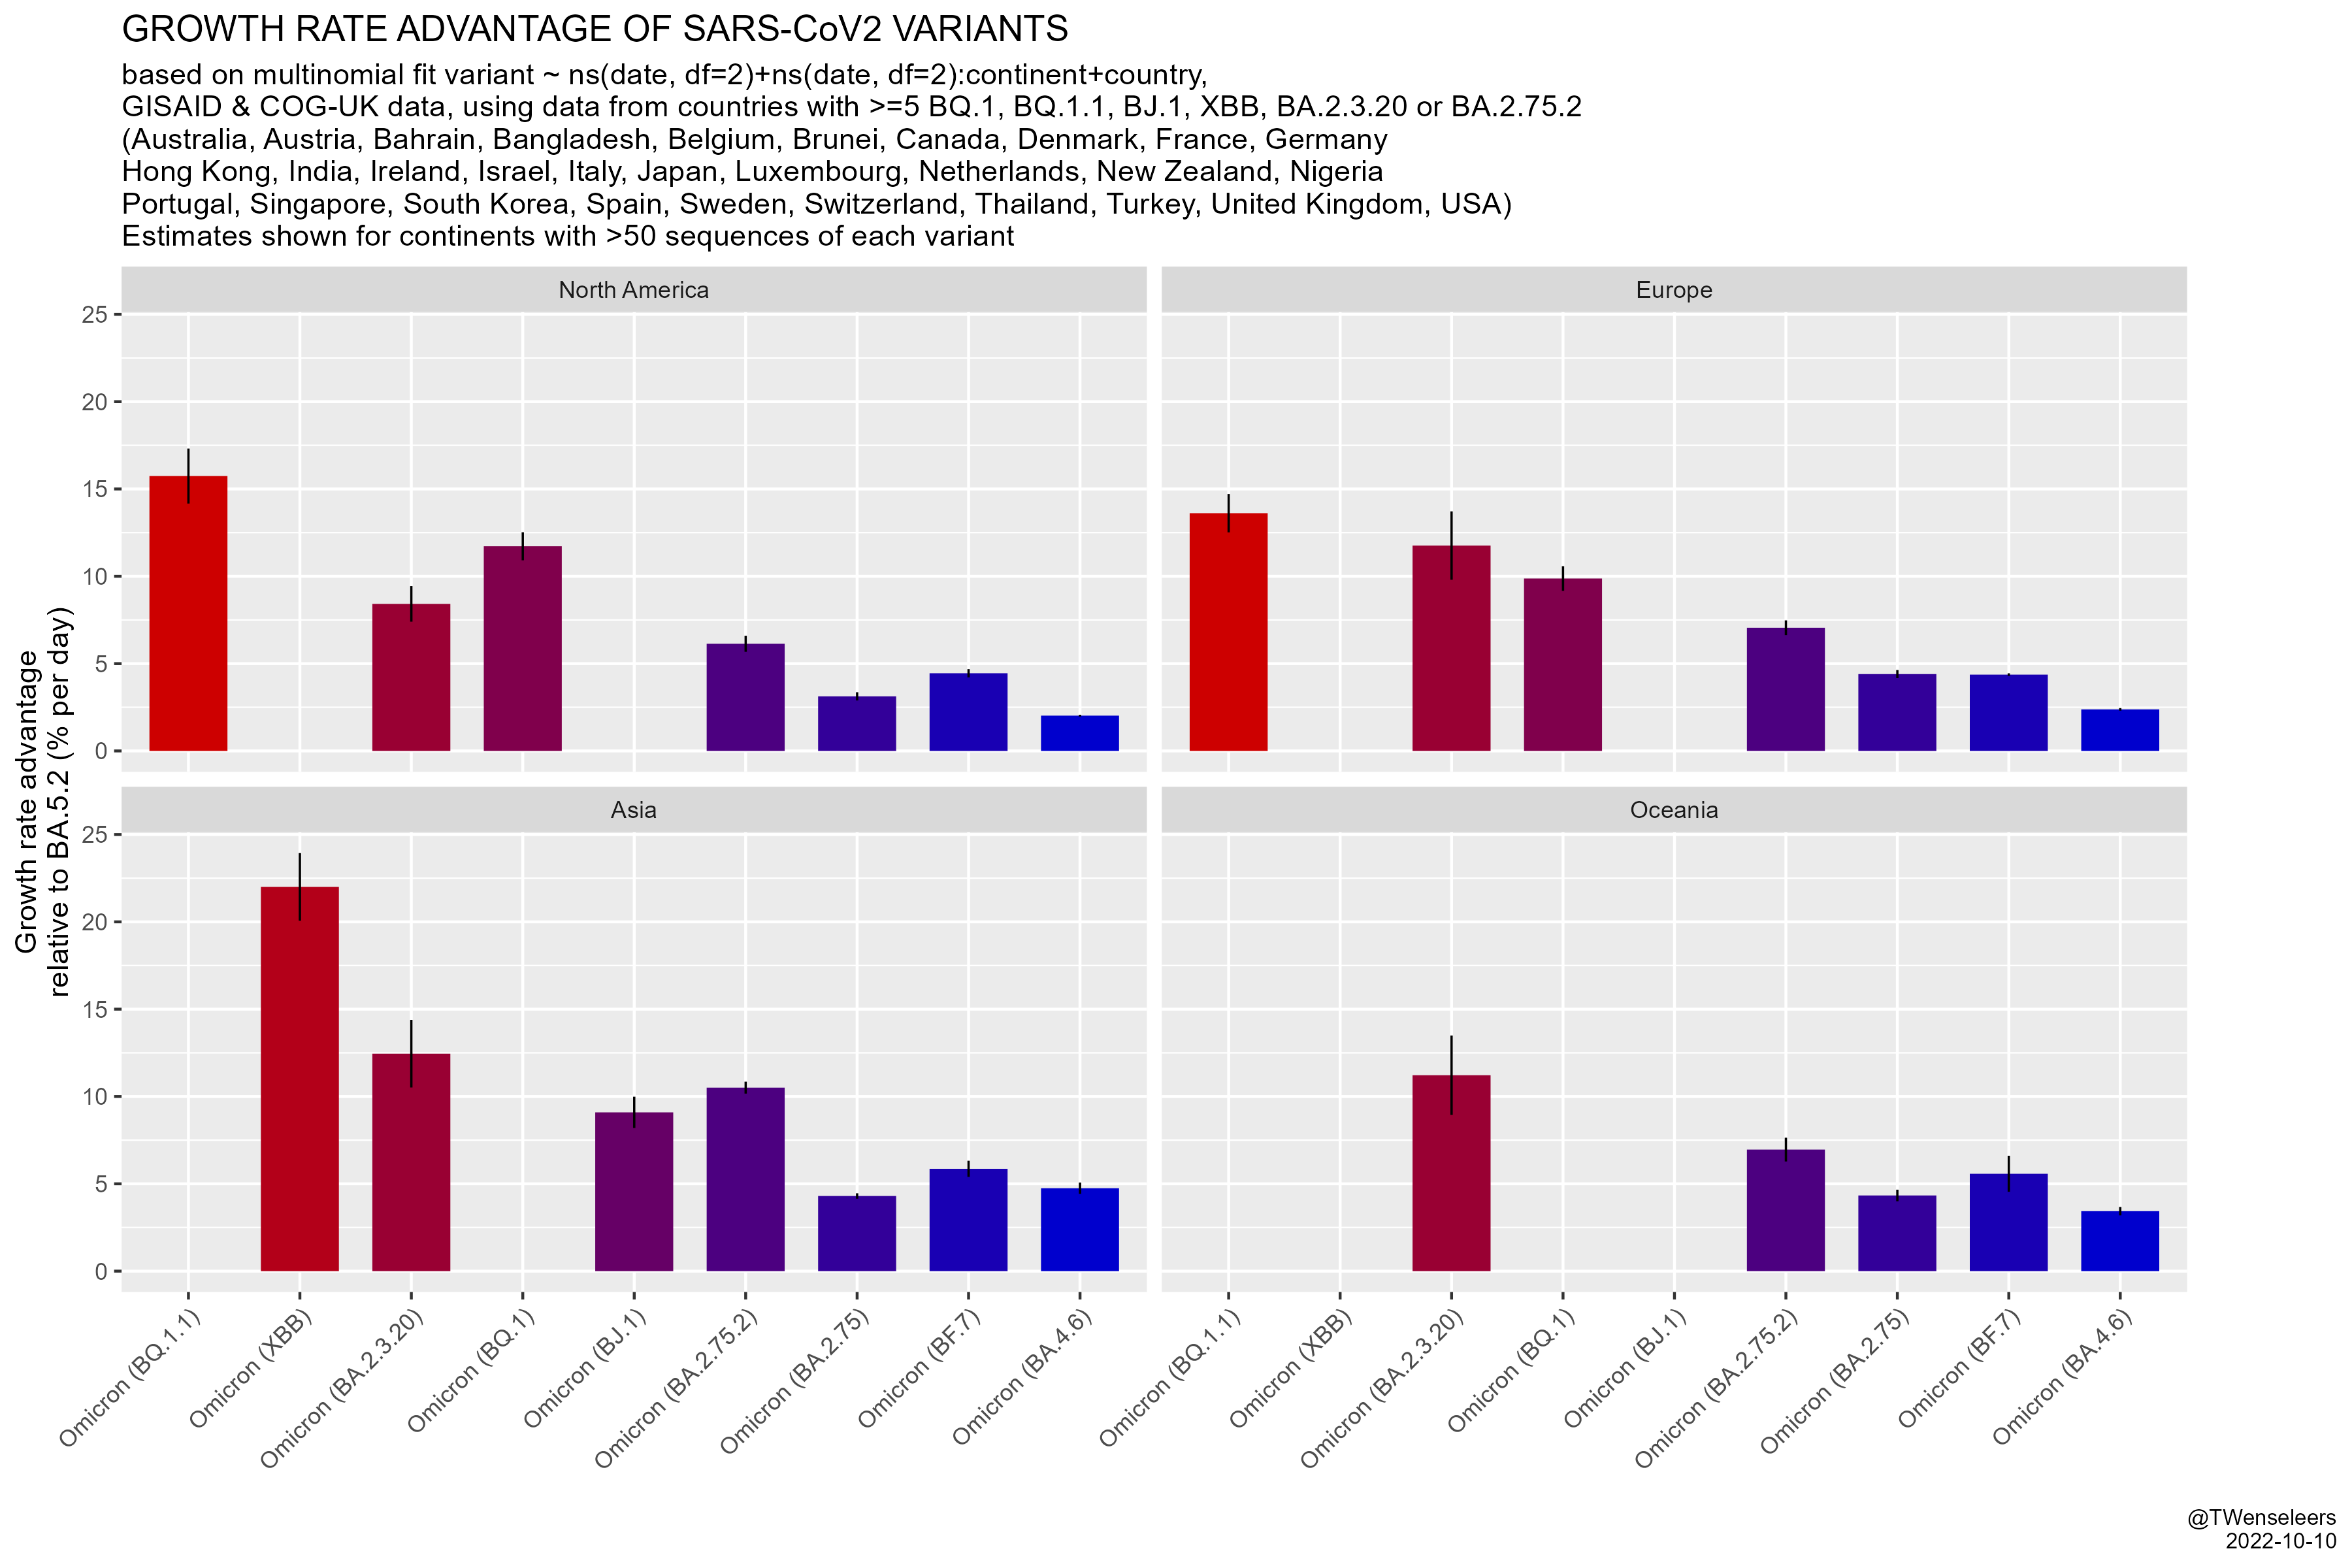 GROWTH RATE ADVANTAGE OF SARS-CoV2 VARIANTS
based on multinomial fit variant ~ ns(date, df=2)+ns(date, df=2):continent+country,
GISAID & COG-UK data, using data from countries with >=5 BQ.1, BQ.1.1, BJ.1, XBB, BA.2.3.20 or BA.2.75.2
(Australia, Austria, Bahrain, Bangladesh, Belgium, Brunei, Canada, Denmark, France, Germany
Hong Kong, India, Ireland, Israel, Italy, Japan, Luxembourg, Netherlands, New Zealand, Nigeria
Portugal, Singapore, South Korea, Spain, Sweden, Switzerland, Thailand, Turkey, United Kingdom, USA)
Estimates shown for continents with >50 sequences of each variant
North America
Europe
25
20
15
10
5
0
Asia
Oceania
25
20
15
10
5
0
Growth rate advantage
relative to BA.5.2 (% per day)
Omicron (BQ.1.1)
Omicron (XBB)
Omicron (BA.2.3.20)
Omicron (BQ.1)
Omicron (BJ.1)
Omicron (BA.2.75.2)
Omicron (BA.2.75)
Omicron (BF.7)
Omicron (BA.4.6)
Omicron (BQ.1.1)
Omicron (XBB)
Omicron (BA.2.3.20)
Omicron (BQ.1)
Omicron (BJ.1)
Omicron (BA.2.75.2)
Omicron (BA.2.75)
Omicron (BF.7)
Omicron (BA.4.6)
@TWenseleers
2022-10-10